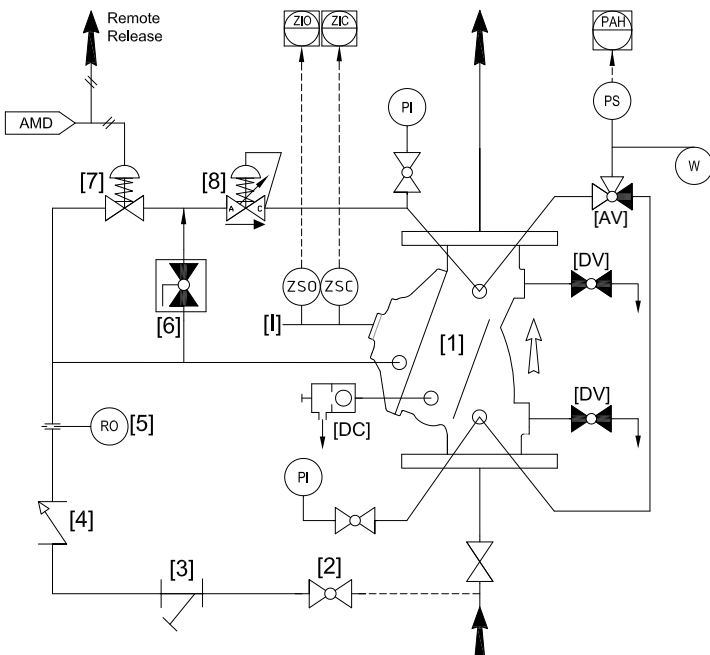 Remote
Release
ZIO
ZIC
PAH
PI
PS
AMD
W
[7]
[8]
A
C
[AV]
[DV]
ZSO
ZSC
[I]
[6]
[1]
[DC]
[DV]
RO
[5]
PI
[4]
[3]
[2]